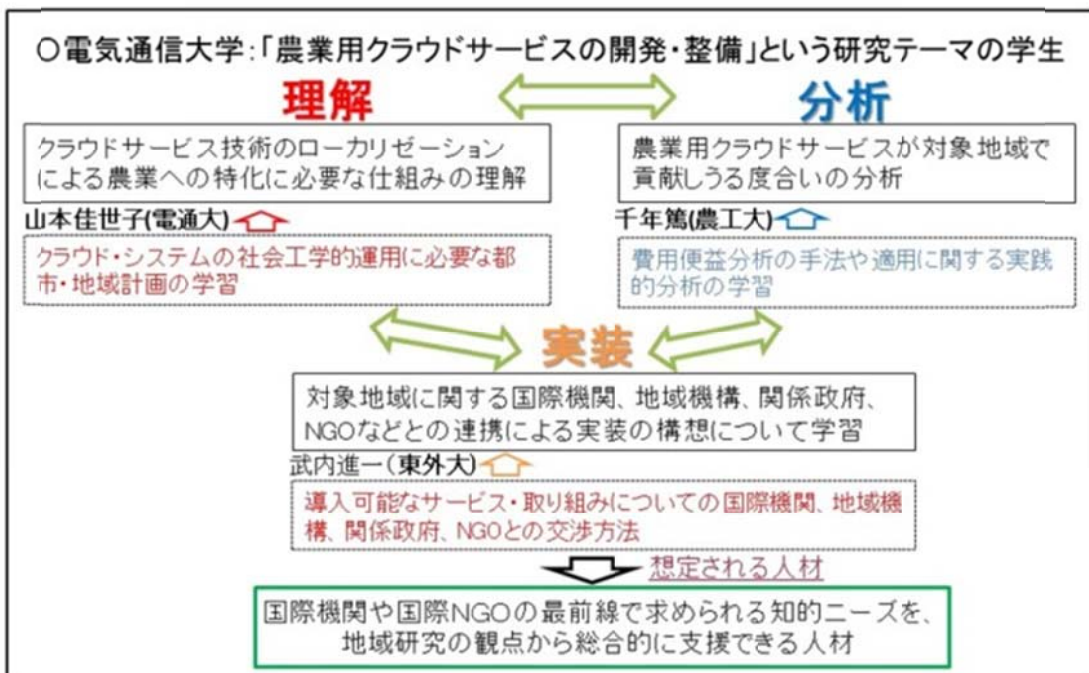 ○電気通信大学：「農業用クラウドサービスの開発・整備」という研究テーマの学生
理解
分析
クラウドサービス技術のローカリゼーション
による農業への特化に必要な仕組みの理解
農業用クラウドサービスが対象地域で
貢献しうる度合いの分析
山本佳世子(電通大)
千年篤(農工大)
クラウド・システムの社会工学的運用に必要な都
市・地域計画の学習
費用便益分析の手法や適用に関する実践
的分析の学習
実装
対象地域に関する国際機関、地域機構、関係政府、
NGOなどとの連携による実装の構想について学習
武内進一（東外大）
導入可能なサービス・取り組みについての国際機関、地域機
構、関係政府、NGOとの交渉方法
想定される人材
国際機関や国際NGOの最前線で求められる知的ニーズを、
地域研究の観点から総合的に支援できる人材